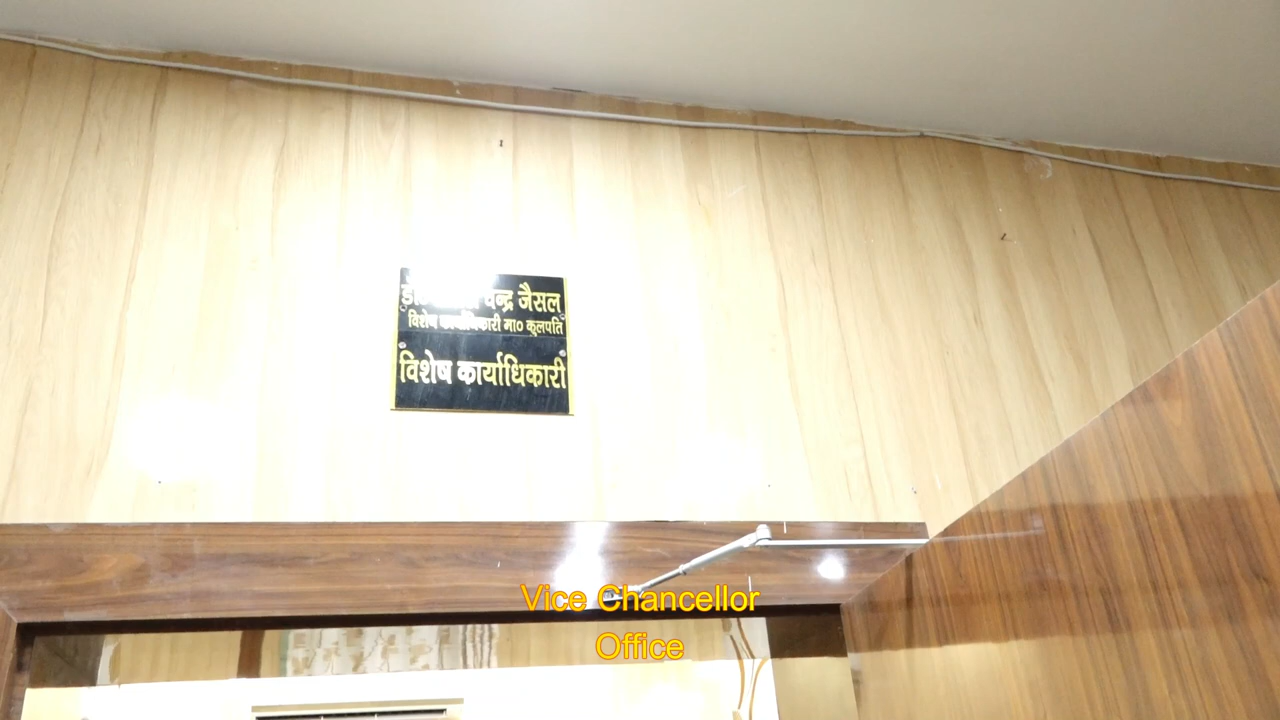 चन्द्र जैसल
विशेष कार्याधिकारी मा० कुलपति
विशेष कार्याधिकारी
Vice Chancellor
Office